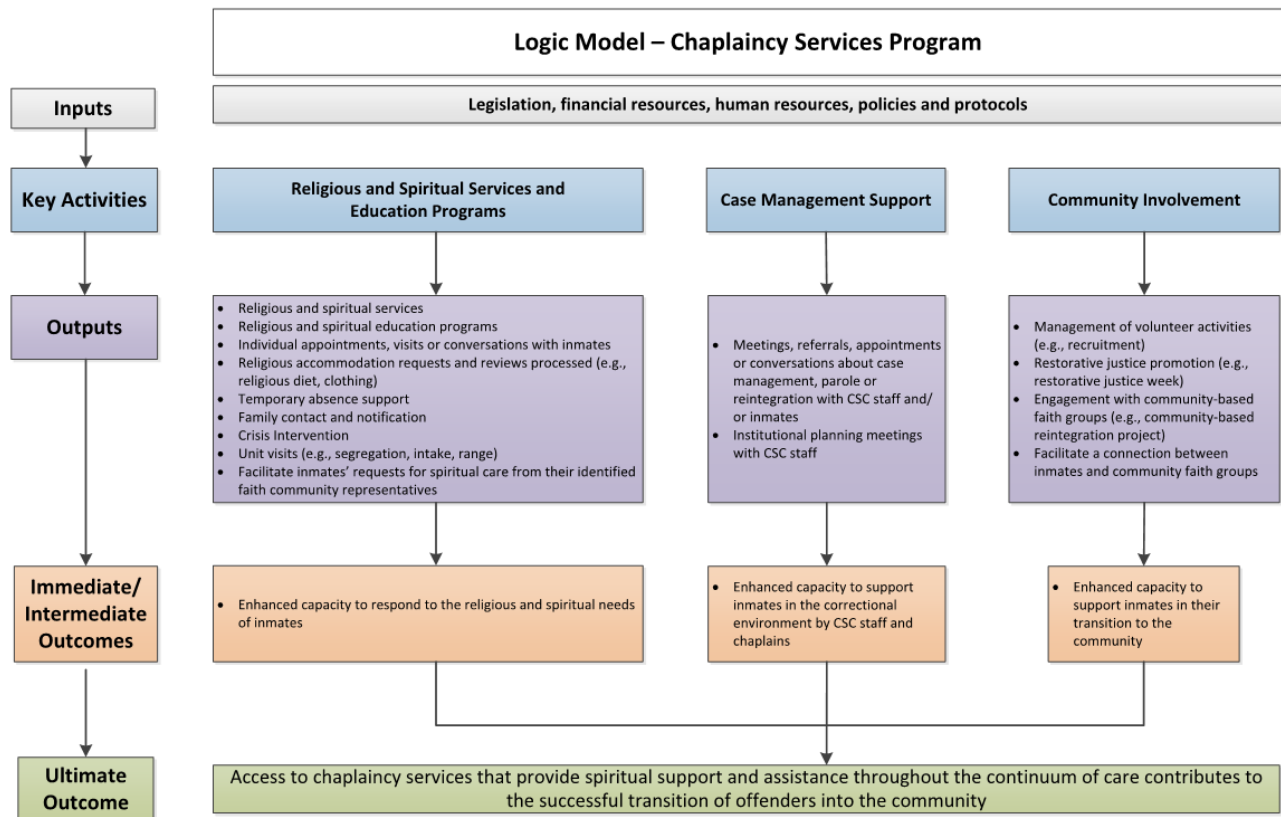 Logic Model – Chaplaincy Services Program
Inputs
Legislation, financial resources, human resources, policies and protocols
Key Activities
Religious and Spiritual Services and
Education Programs
Case Management Support
Community Involvement
Outputs
• Religious and spiritual services
• Religious and spiritual education programs
• Individual appointments, visits or conversations with inmates
• Religious accommodation requests and reviews processed (e.g.,
religious diet, clothing)
• Temporary absence support
• Family contact and notification
• Crisis Intervention
• Unit visits (e.g., segregation, intake, range)
• Facilitate inmates’ requests for spiritual care from their identified
faith community representatives
• Meetings, referrals, appointments
or conversations about case
management, parole or
reintegration with CSC staff and/
or inmates
• Institutional planning meetings
with CSC staff
• Management of volunteer activities
(e.g., recruitment)
• Restorative justice promotion (e.g.,
restorative justice week)
• Engagement with community-based
faith groups (e.g., community-based
reintegration project)
• Facilitate a connection between
inmates and community faith groups
Immediate/
Intermediate
Outcomes
• Enhanced capacity to respond to the religious and spiritual needs
of inmates
• Enhanced capacity to support
inmates in the correctional
environment by CSC staff and
chaplains
• Enhanced capacity to
support inmates in their
transition to the
community
Ultimate
Outcome
Access to chaplaincy services that provide spiritual support and assistance throughout the continuum of care contributes to
the successful transition of offenders into the community